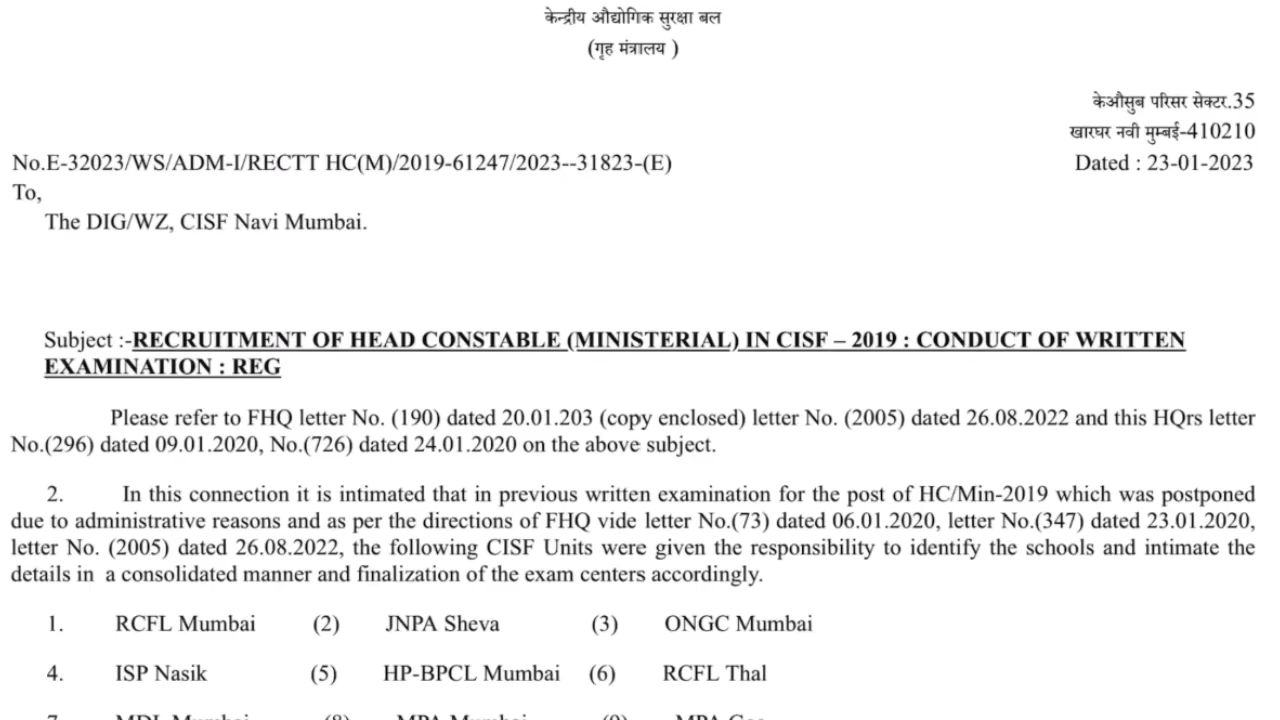 केन्द्रीय औद्योगिक सुरक्षा बल
(गृह मंत्रालय )
केऔसुब परिसर सेक्टर.35
खारघर नवी मुम्बई-410210
No.E-32023/WS/ADM-I/RECTT HC(M)/2019-61247/2023--31823-(E) Dated : 23-01-2023
To,
The DIG/WZ, CISF Navi Mumbai.
Subject :-RECRUITMENT OF HEAD CONSTABLE (MINISTERIAL) IN CISF – 2019 : CONDUCT OF WRITTEN
EXAMINATION : REG
Please refer to FHQ letter No. (190) dated 20.01.203 (copy enclosed) letter No. (2005) dated 26.08.2022 and this HQrs letter
No.(296) dated 09.01.2020, No.(726) dated 24.01.2020 on the above subject.
2. In this connection it is intimated that in previous written examination for the post of HC/Min-2019 which was postponed
due to administrative reasons and as per the directions of FHQ vide letter No.(73) dated 06.01.2020, letter No.(347) dated 23.01.2020,
letter No. (2005) dated 26.08.2022, the following CISF Units were given the responsibility to identify the schools and intimate the
details in a consolidated manner and finalization of the exam centers accordingly.
1. RCFL Mumbai (2) JNPA Sheva (3) ONGC Mumbai
4. ISP Nasik (5) HP-BPCL Mumbai (6) RCFL Thal
7. MDL Mumbai (8) MPA Mumbai (9) MPA Goa